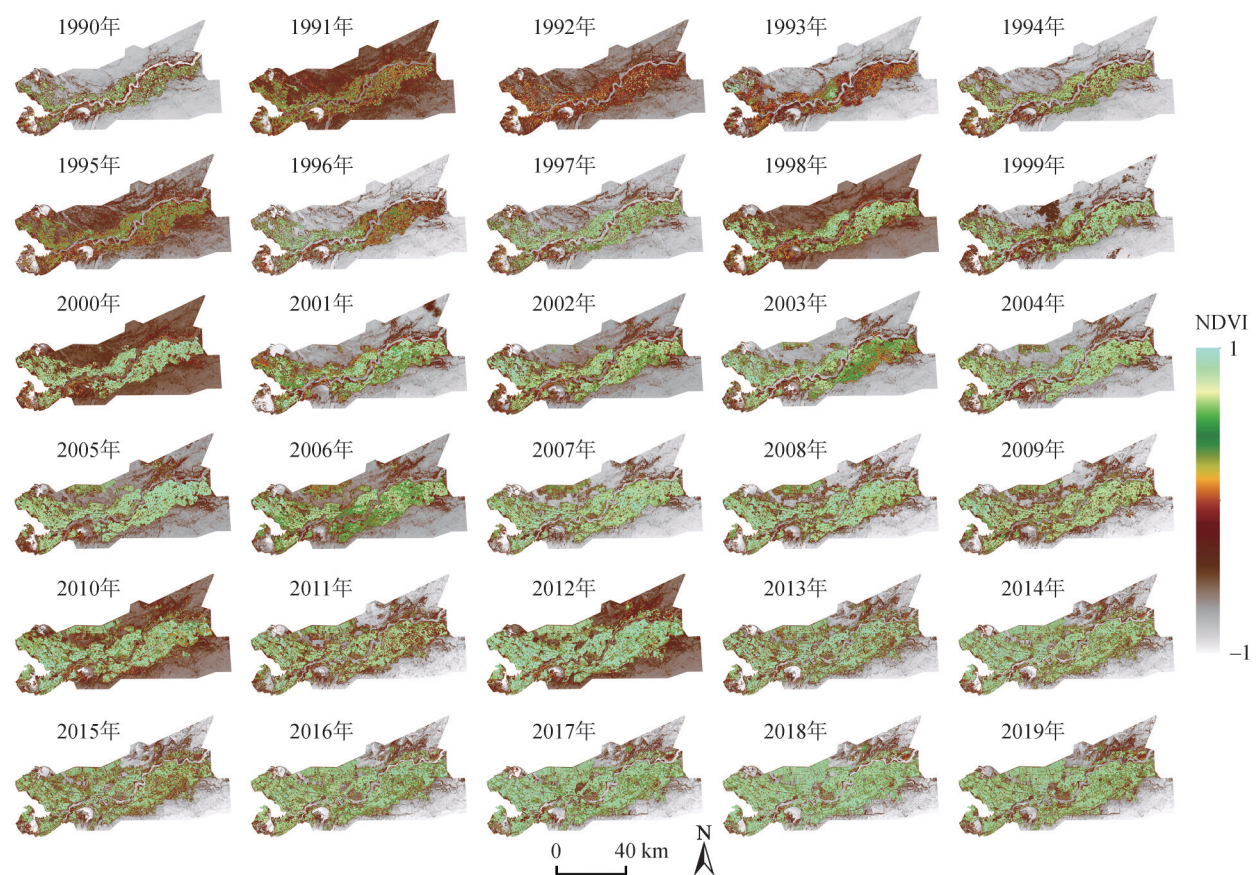 1990年 1991年 1992年 1993年 1994年
1995年 1996年 1997年 1998年 1999年
2000年 2001年 2002年 2003年 2004年
NDVI
1
2005年 2006年 2007年 2008年 2009年
2010年 2011年 2012年 2013年 2014年
−1
2015年 2016年 2017年 2018年 2019年
N
0 40 km